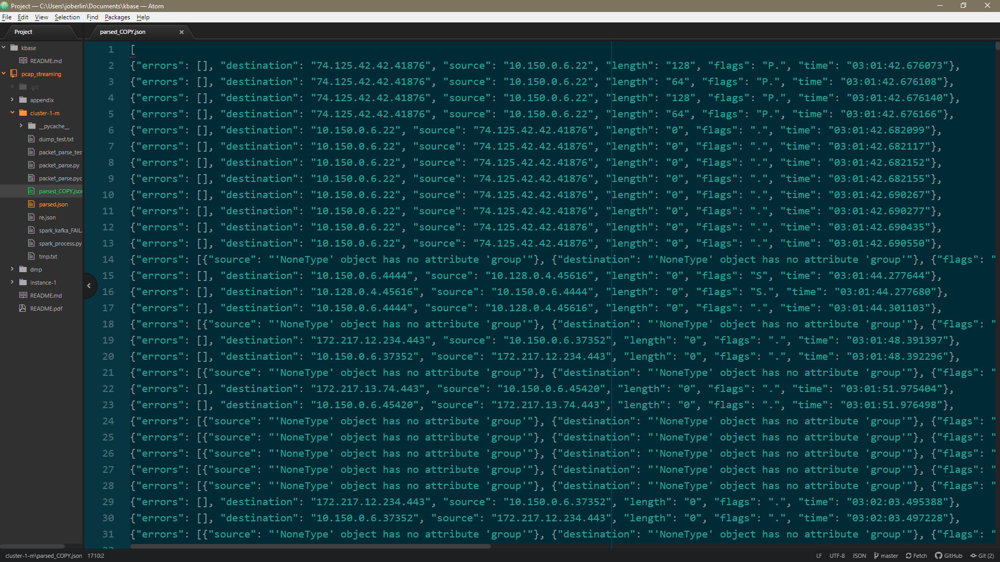 Project — C:\Users\joberlin\Documents\kbase — Atom
File Edit View Selection Find Packages Help
Project
parsed_COPY.json
kbase
README.md
pcap_streaming
.git
appendix
cluster-1-m
__pycache__
dump_test.txt
packet_parse_tes
packet_parse.py
packet_parse.pyc
parsed_COPY.json
parsed.json
re.json
spark_kafka_FAIL.
spark_process.py
tmp.txt
dmp
instance-1
README.md
README.pdf
1 [
2 {"errors": [], "destination": "74.125.42.42.41876", "source": "10.150.0.6.22", "length": "128", "flags": "P.", "time": "03:01:42.676073"},
3 {"errors": [], "destination": "74.125.42.42.41876", "source": "10.150.0.6.22", "length": "64", "flags": "P.", "time": "03:01:42.676108"},
4 {"errors": [], "destination": "74.125.42.42.41876", "source": "10.150.0.6.22", "length": "128", "flags": "P.", "time": "03:01:42.676140"},
5 {"errors": [], "destination": "74.125.42.42.41876", "source": "10.150.0.6.22", "length": "64", "flags": "P.", "time": "03:01:42.676166"},
6 {"errors": [], "destination": "10.150.0.6.22", "source": "74.125.42.42.41876", "length": "0", "flags": ".", "time": "03:01:42.682099"},
7 {"errors": [], "destination": "10.150.0.6.22", "source": "74.125.42.42.41876", "length": "0", "flags": ".", "time": "03:01:42.682117"},
8 {"errors": [], "destination": "10.150.0.6.22", "source": "74.125.42.42.41876", "length": "0", "flags": ".", "time": "03:01:42.682152"},
9 {"errors": [], "destination": "10.150.0.6.22", "source": "74.125.42.42.41876", "length": "0", "flags": ".", "time": "03:01:42.682155"},
10 {"errors": [], "destination": "10.150.0.6.22", "source": "74.125.42.42.41876", "length": "0", "flags": ".", "time": "03:01:42.690267"},
11 {"errors": [], "destination": "10.150.0.6.22", "source": "74.125.42.42.41876", "length": "0", "flags": ".", "time": "03:01:42.690277"},
12 {"errors": [], "destination": "10.150.0.6.22", "source": "74.125.42.42.41876", "length": "0", "flags": ".", "time": "03:01:42.690435"},
13 {"errors": [], "destination": "10.150.0.6.22", "source": "74.125.42.42.41876", "length": "0", "flags": ".", "time": "03:01:42.690550"},
14 {"errors": [{"source": "'NoneType' object has no attribute 'group'"}, {"destination": "'NoneType' object has no attribute 'group'"}, {"flags": "
15 {"errors": [], "destination": "10.150.0.6.4444", "source": "10.128.0.4.45616", "length": "0", "flags": "S", "time": "03:01:44.277644"},
16 {"errors": [], "destination": "10.128.0.4.45616", "source": "10.150.0.6.4444", "length": "0", "flags": "S.", "time": "03:01:44.277680"},
17 {"errors": [], "destination": "10.150.0.6.4444", "source": "10.128.0.4.45616", "length": "0", "flags": ".", "time": "03:01:44.301103"},
18 {"errors": [{"source": "'NoneType' object has no attribute 'group'"}, {"destination": "'NoneType' object has no attribute 'group'"}, {"flags": "
19 {"errors": [], "destination": "172.217.12.234.443", "source": "10.150.0.6.37352", "length": "0", "flags": ".", "time": "03:01:48.391397"},
20 {"errors": [], "destination": "10.150.0.6.37352", "source": "172.217.12.234.443", "length": "0", "flags": ".", "time": "03:01:48.392296"},
21 {"errors": [{"source": "'NoneType' object has no attribute 'group'"}, {"destination": "'NoneType' object has no attribute 'group'"}, {"flags": "
22 {"errors": [], "destination": "172.217.13.74.443", "source": "10.150.0.6.45420", "length": "0", "flags": ".", "time": "03:01:51.975404"},
23 {"errors": [], "destination": "10.150.0.6.45420", "source": "172.217.13.74.443", "length": "0", "flags": ".", "time": "03:01:51.976498"},
24 {"errors": [{"source": "'NoneType' object has no attribute 'group'"}, {"destination": "'NoneType' object has no attribute 'group'"}, {"flags": "
25 {"errors": [{"source": "'NoneType' object has no attribute 'group'"}, {"destination": "'NoneType' object has no attribute 'group'"}, {"flags": "
26 {"errors": [{"source": "'NoneType' object has no attribute 'group'"}, {"destination": "'NoneType' object has no attribute 'group'"}, {"flags": "
27 {"errors": [{"source": "'NoneType' object has no attribute 'group'"}, {"destination": "'NoneType' object has no attribute 'group'"}, {"flags": "
28 {"errors": [{"source": "'NoneType' object has no attribute 'group'"}, {"destination": "'NoneType' object has no attribute 'group'"}, {"flags": "
29 {"errors": [], "destination": "172.217.12.234.443", "source": "10.150.0.6.37352", "length": "0", "flags": ".", "time": "03:02:03.495388"},
30 {"errors": [], "destination": "10.150.0.6.37352", "source": "172.217.12.234.443", "length": "0", "flags": ".", "time": "03:02:03.497228"},
31 {"errors": [{"source": "'NoneType' object has no attribute 'group'"}, {"destination": "'NoneType' object has no attribute 'group'"}, {"flags": "
cluster-1-m\parsed_COPY.json 1710:2 LF UTF-8 JSON master Fetch GitHub Git (2)